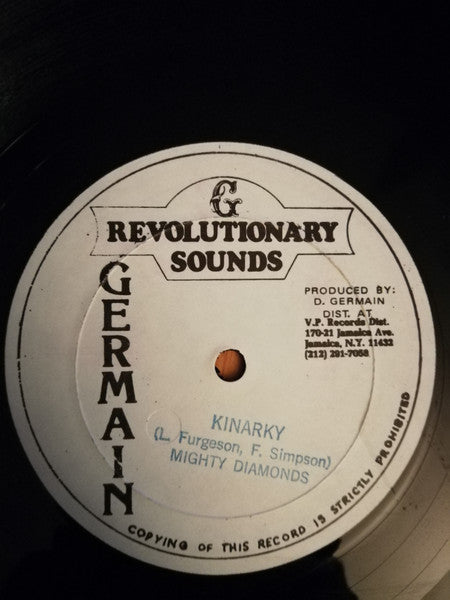 G
REVOLUTIONARY
SOUNDS
GERMAIN
PRODUCED BY:
D. GERMAIN
DIST. AT
V.P. Records Dist.
170-21 Jamaica Ave.
Jamaica, N.Y. 11432
(212) 291-7058
KINARKY
(L. Furgeson, F. Simpson)
MIGHTY DIAMONDS
COPYING OF THIS RECORD IS STRICTLY PROHIBITED